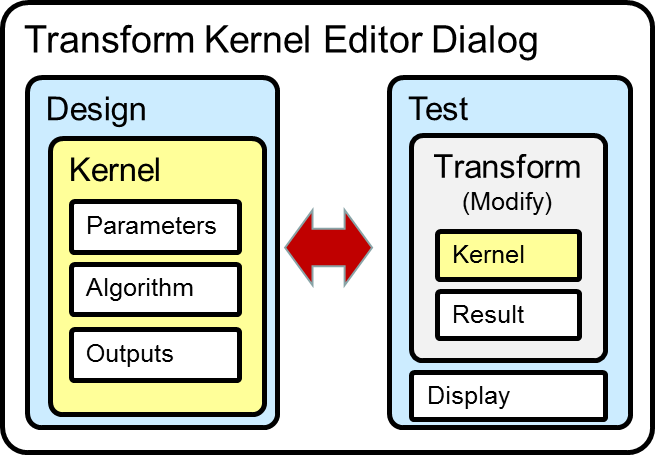 Transform Kernel Editor Dialog
Design
Kernel
Parameters
Algorithm
Outputs
Test
Transform
(Modify)
Kernel
Result
Display